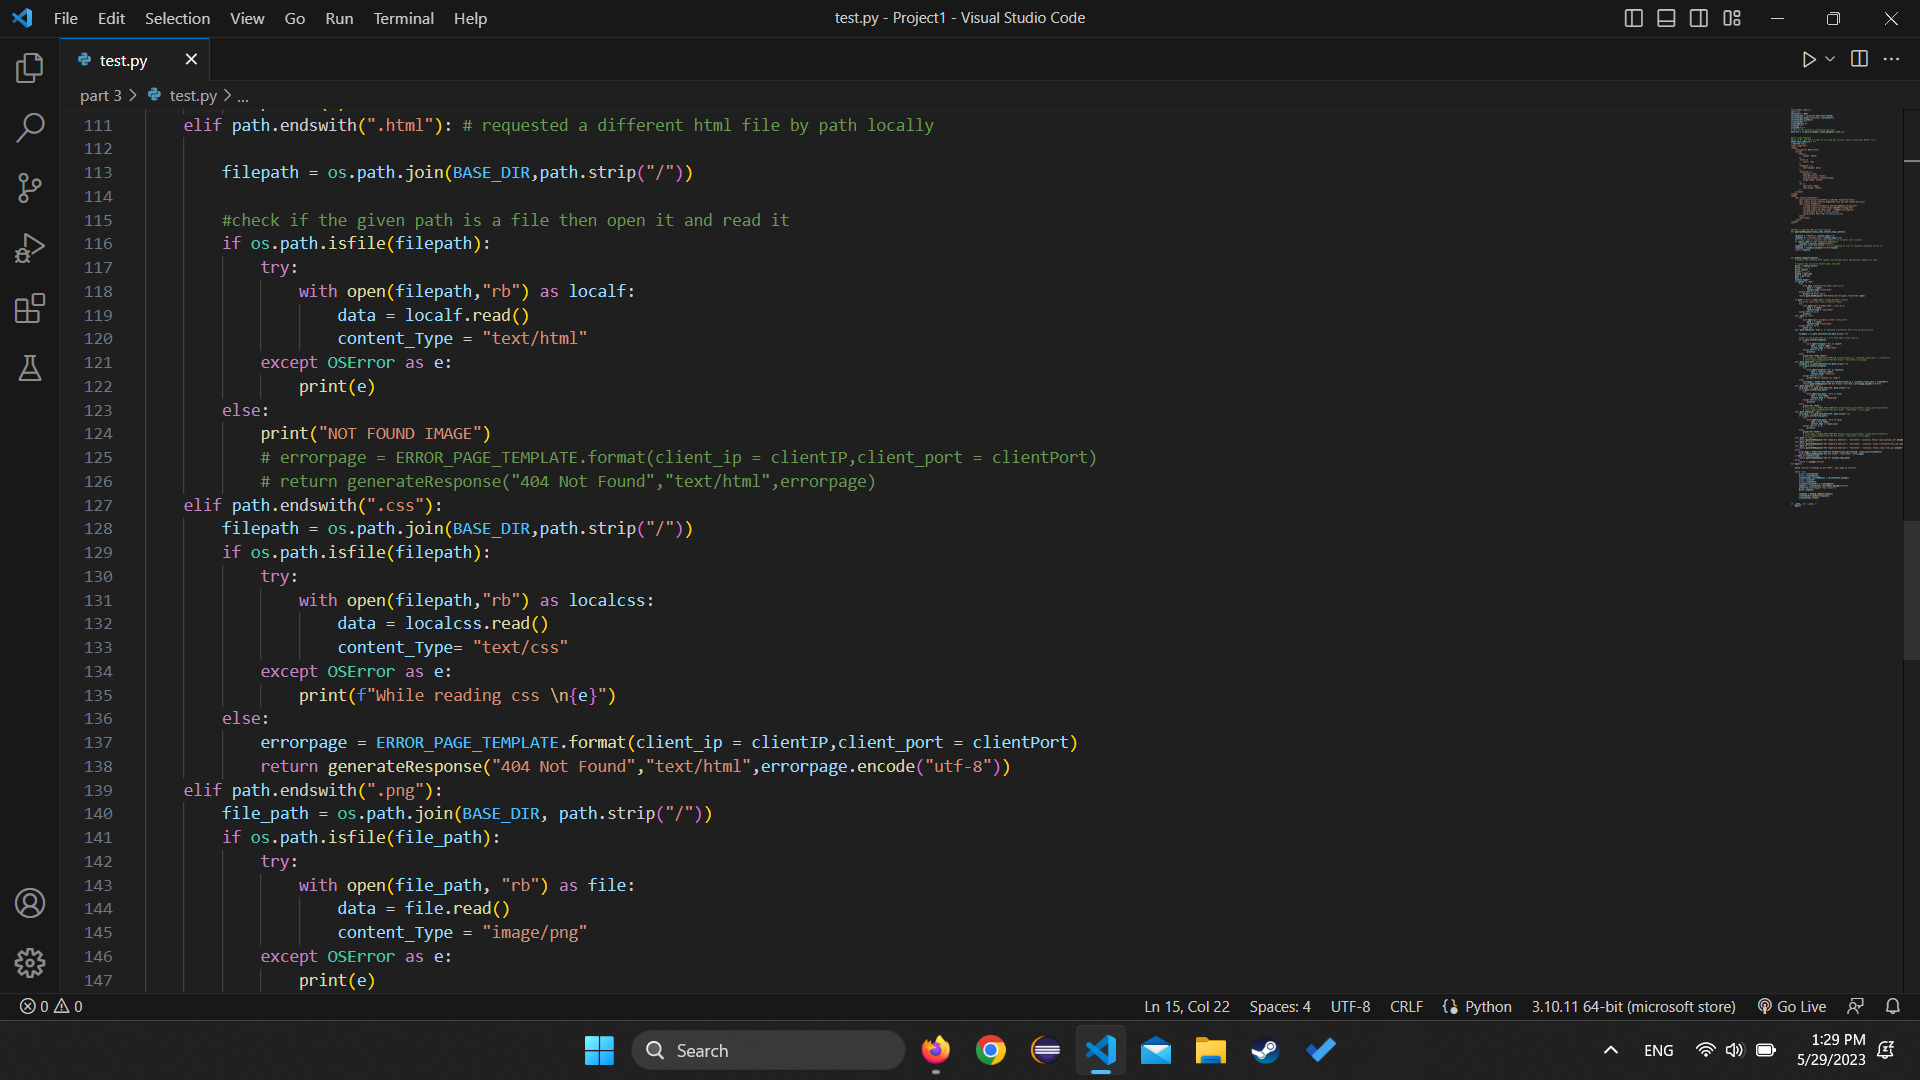 File Edit Selection View Go Run Terminal Help
test.py - Project1 - Visual Studio Code
test.py
part 3 > test.py > ...
111 elif path.endswith(".html"): # requested a different html file by path locally
112
113 filepath = os.path.join(BASE_DIR,path.strip("/"))
114
115 #check if the given path is a file then open it and read it
116 if os.path.isfile(filepath):
117 try:
118 with open(filepath,"rb") as localf:
119 data = localf.read()
120 content_Type = "text/html"
121 except OSError as e:
122 print(e)
123 else:
124 print("NOT FOUND IMAGE")
125 # errorpage = ERROR_PAGE_TEMPLATE.format(client_ip = clientIP,client_port = clientPort)
126 # return generateResponse("404 Not Found","text/html",errorpage)
127 elif path.endswith(".css"):
128 filepath = os.path.join(BASE_DIR,path.strip("/"))
129 if os.path.isfile(filepath):
130 try:
131 with open(filepath,"rb") as localcss:
132 data = localcss.read()
133 content_Type= "text/css"
134 except OSError as e:
135 print(f"While reading css \n{e}")
136 else:
137 errorpage = ERROR_PAGE_TEMPLATE.format(client_ip = clientIP,client_port = clientPort)
138 return generateResponse("404 Not Found","text/html",errorpage.encode("utf-8"))
139 elif path.endswith(".png"):
140 file_path = os.path.join(BASE_DIR, path.strip("/"))
141 if os.path.isfile(file_path):
142 try:
143 with open(file_path, "rb") as file:
144 data = file.read()
145 content_Type = "image/png"
146 except OSError as e:
147 print(e)
0 0 Ln 15, Col 22 Spaces: 4 UTF-8 CRLF Python 3.10.11 64-bit (microsoft store) Go Live
Search
ENG
1:29 PM
5/29/2023